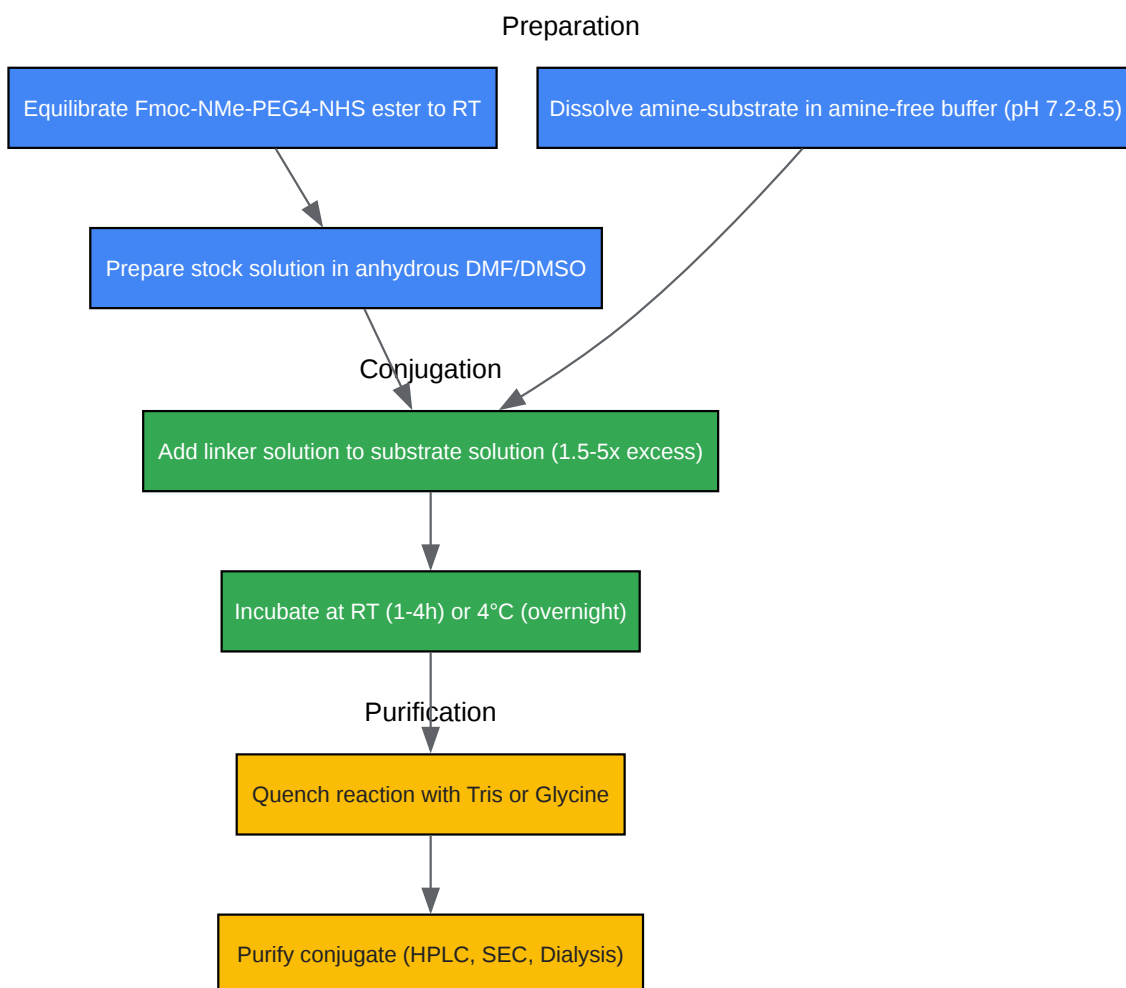 Preparation
Equilibrate Fmoc-NMe-PEG4-NHS ester to RT
Dissolve amine-substrate in amine-free buffer (pH 7.2-8.5)
Prepare stock solution in anhydrous DMF/DMSO
Conjugation
Add linker solution to substrate solution (1.5-5x excess)
Incubate at RT (1-4h) or 4°C (overnight)
Purification
Quench reaction with Tris or Glycine
Purify conjugate (HPLC, SEC, Dialysis)